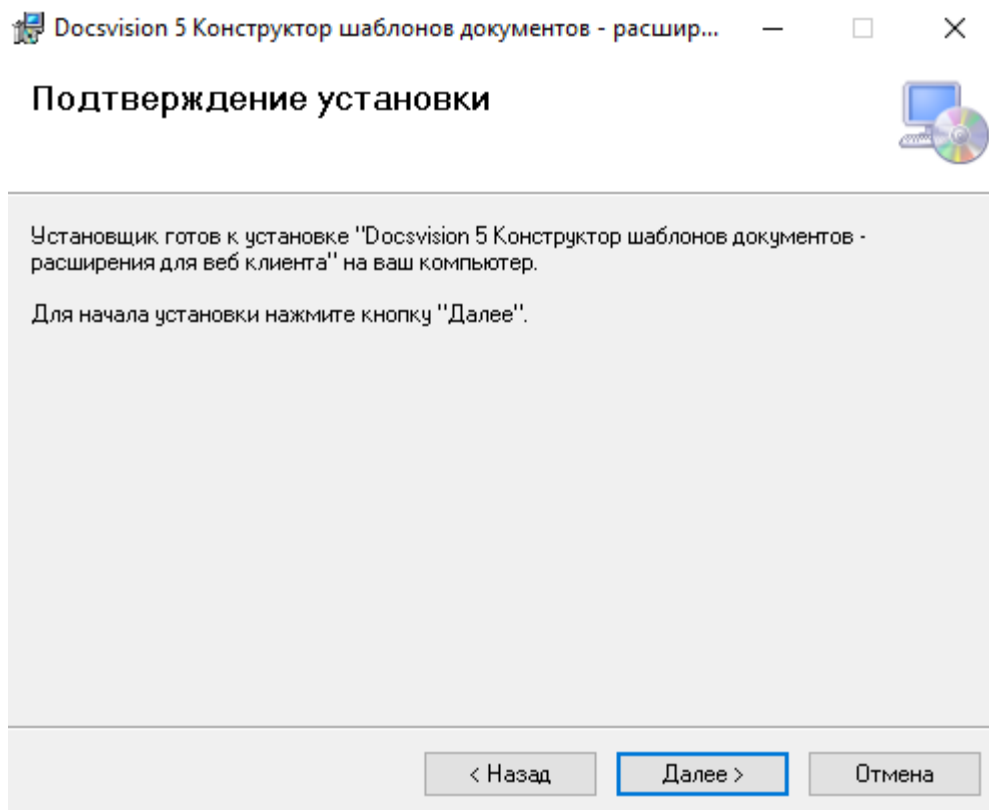 Docsvision 5 Конструктор шаблонов документов - расшир...
Подтверждение установки
Установщик готов к установке "Docsvision 5 Конструктор шаблонов документов -
расширения для веб клиента" на ваш компьютер.
Для начала установки нажмите кнопку "Далее".
< Назад
Далее >
Отмена